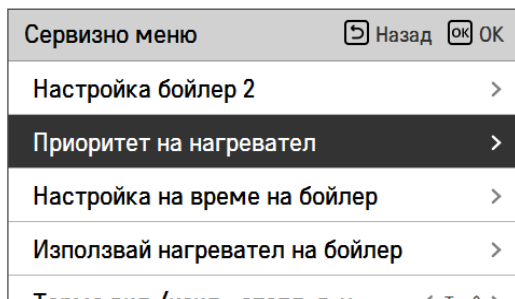 Сервизно меню Назад OK OK
Настройка бойлер 2
Приоритет на нагревател
Настройка на време на бойлер
Използвай нагревател на бойлер